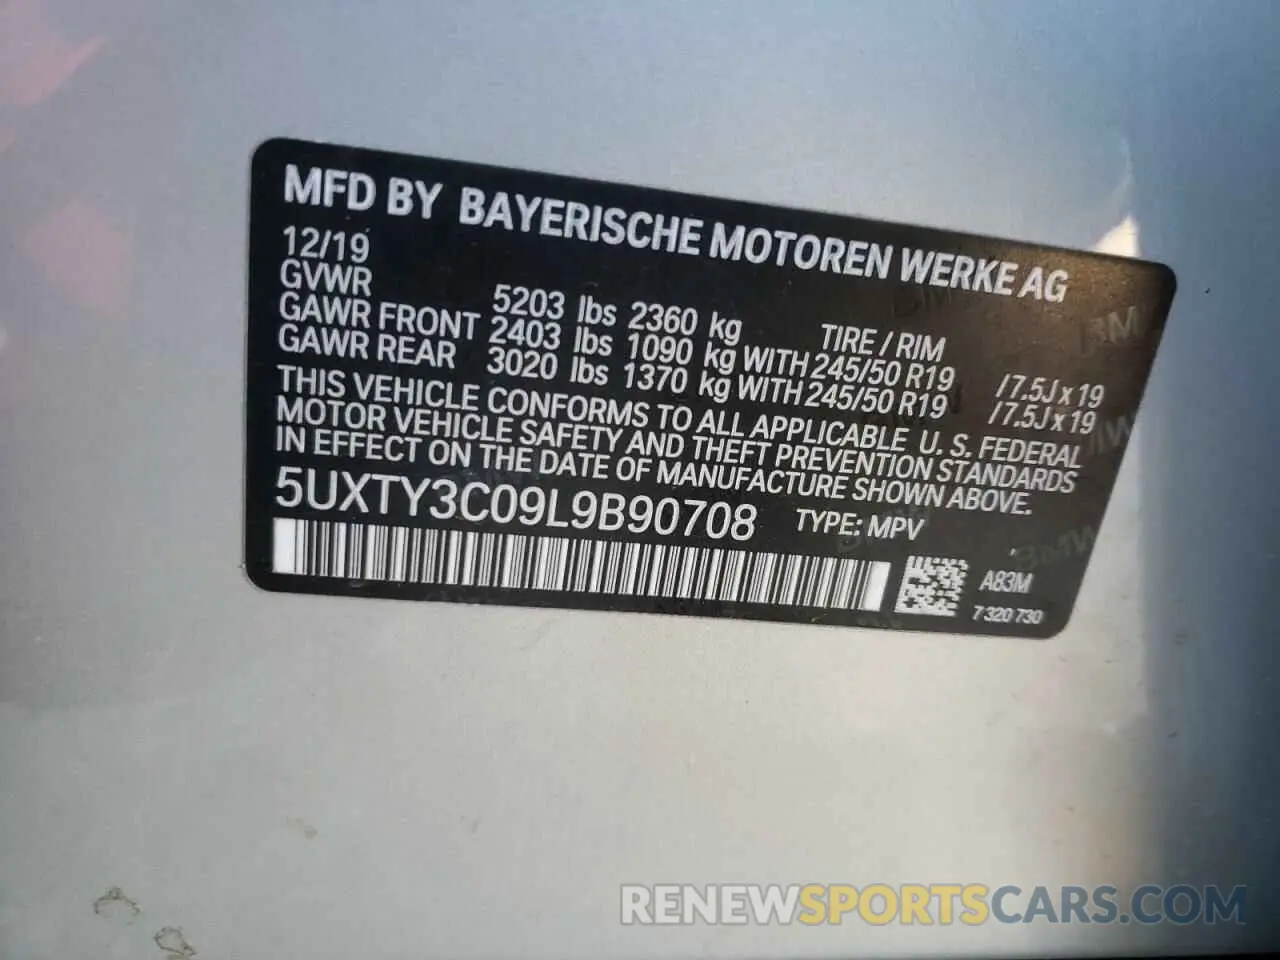 MFD BY BAYERISCHE MOTOREN WERKE AG
12/19
GVWR 5203 lbs 2360 kg TIRE / RIM
GAWR FRONT 2403 lbs 1090 kg WITH 245/50 R19 /7.5J x 19
GAWR REAR 3020 lbs 1370 kg WITH 245/50 R19 /7.5J x 19
THIS VEHICLE CONFORMS TO ALL APPLICABLE U. S. FEDERAL
MOTOR VEHICLE SAFETY AND THEFT PREVENTION STANDARDS
IN EFFECT ON THE DATE OF MANUFACTURE SHOWN ABOVE.
5UXTY3C09L9B90708 TYPE: MPV
A83M
7 320 730
RENEWSPORTSCARS.COM